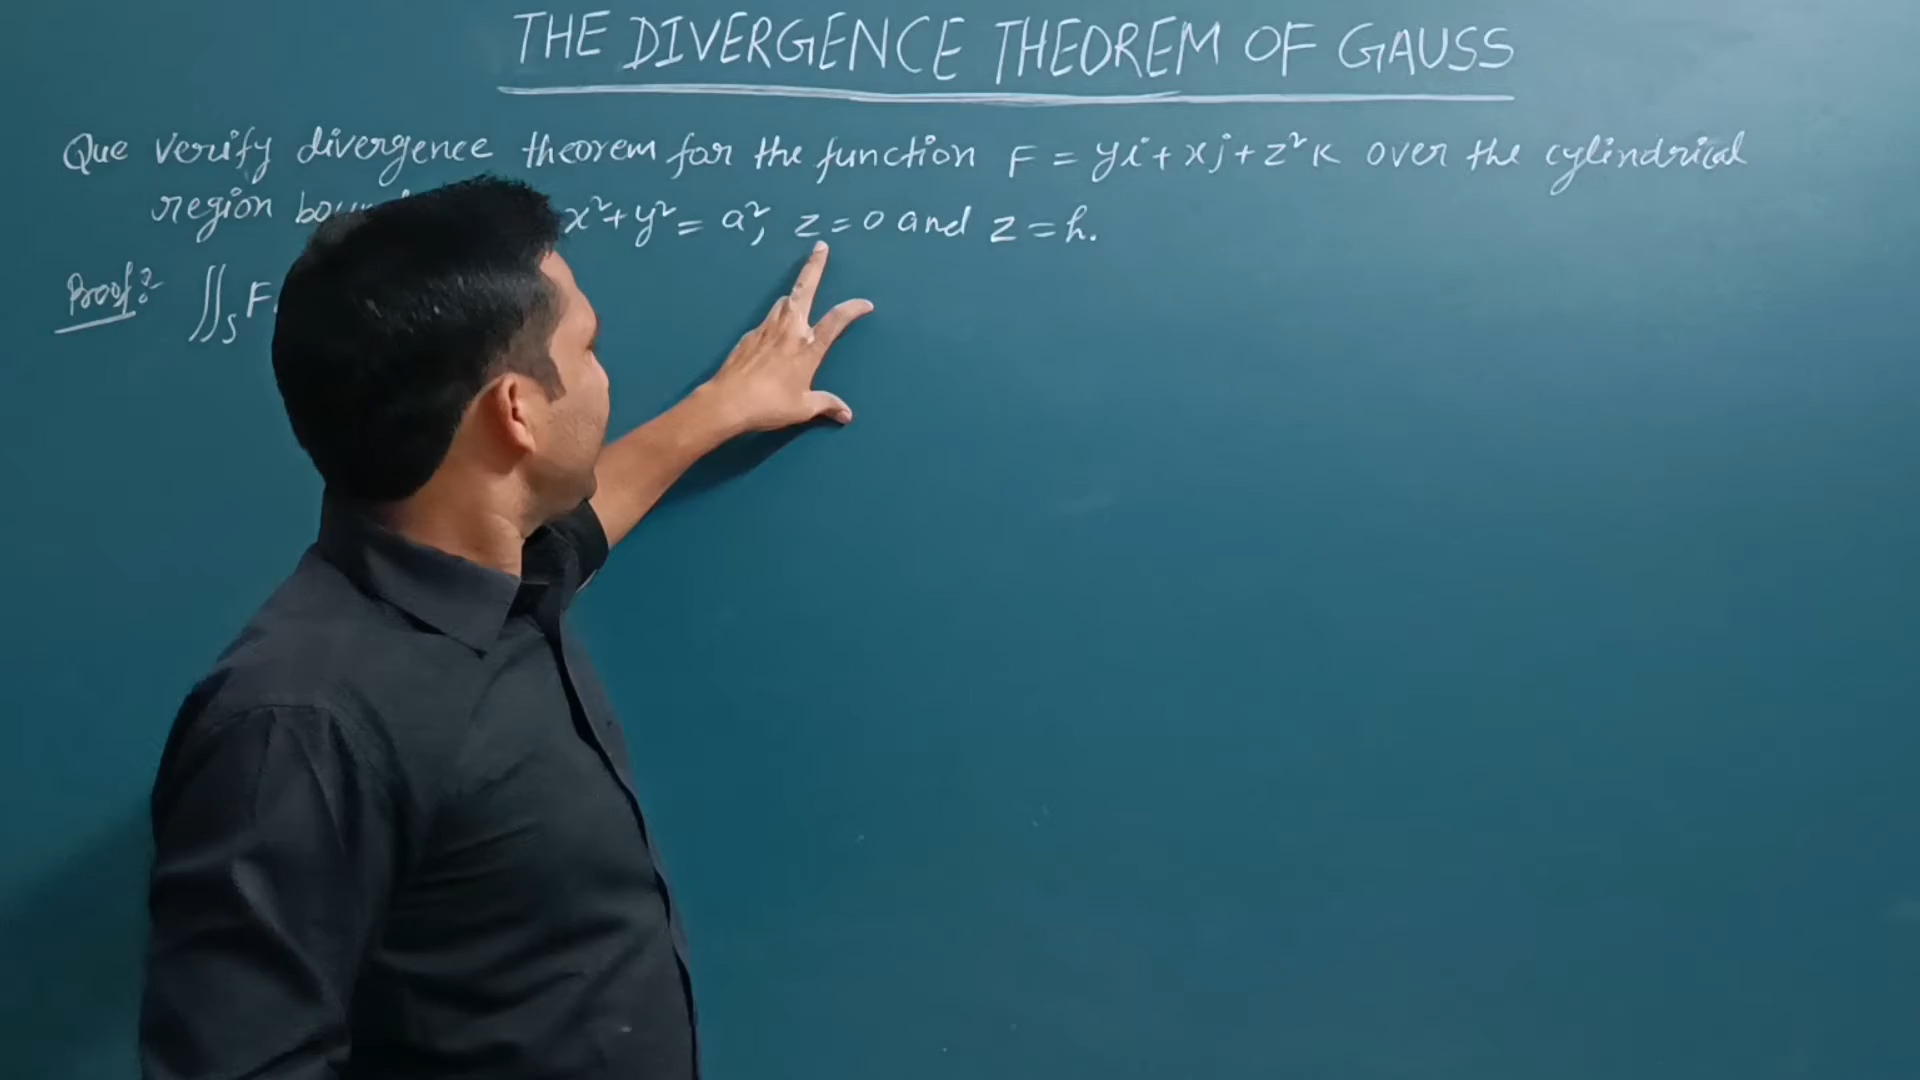 THE DIVERGENCE THEOREM OF GAUSS
Que verify divergence theorem for the function F = yi + xj + z²K over the cylindrical
region x² + y² = a², z = 0 and z = h.
Proof:- ∬_S F.